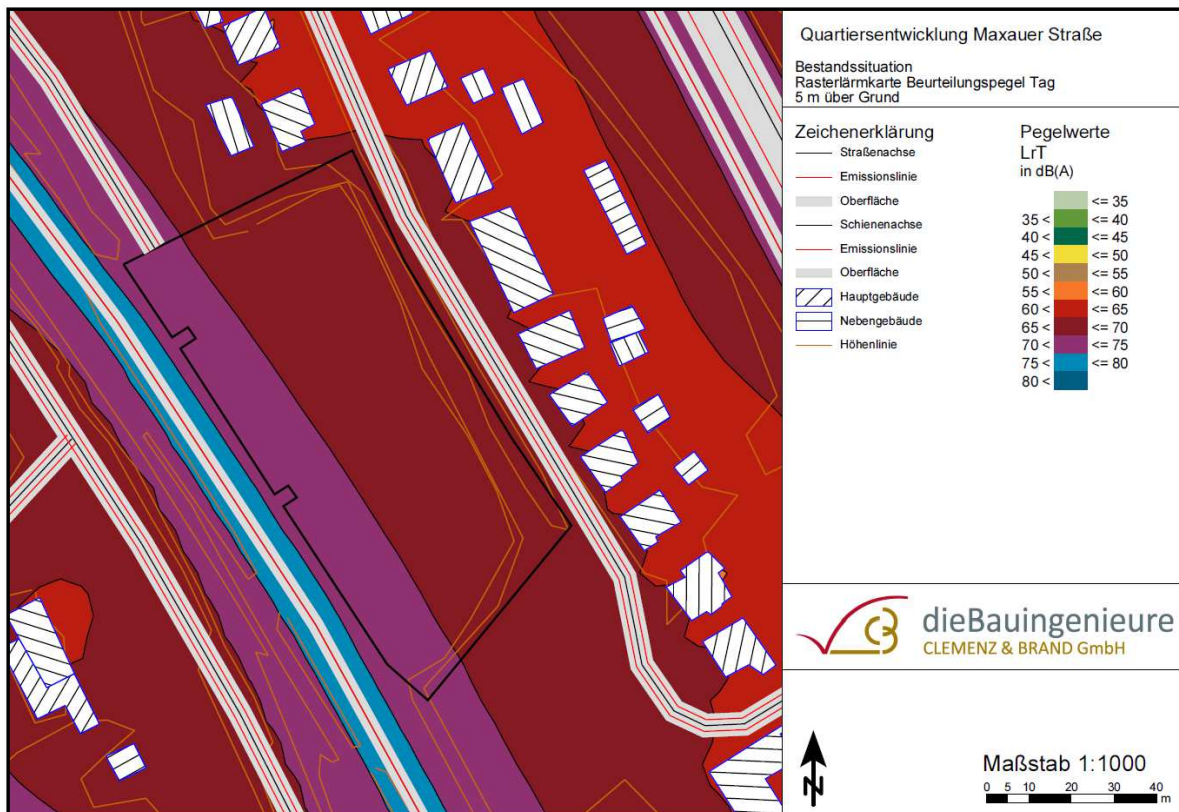 Quartiersentwicklung Maxauer Straße
Bestandssituation
Rasterlärmkarte Beurteilungspegel Tag
5 m über Grund
Zeichenerklärung
Straßenachse
Emissionslinie
Oberfläche
Schienenachse
Emissionslinie
Oberfläche
Hauptgebäude
Nebengebäude
Höhenlinie
Pegelwerte
LrT
in dB(A)
<= 35
35 < <= 40
40 < <= 45
45 < <= 50
50 < <= 55
55 < <= 60
60 < <= 65
65 < <= 70
70 < <= 75
75 < <= 80
80 <
dieBauingenieure
CLEMENZ & BRAND GmbH
N
Maßstab 1:1000
0 5 10 20 30 40
m